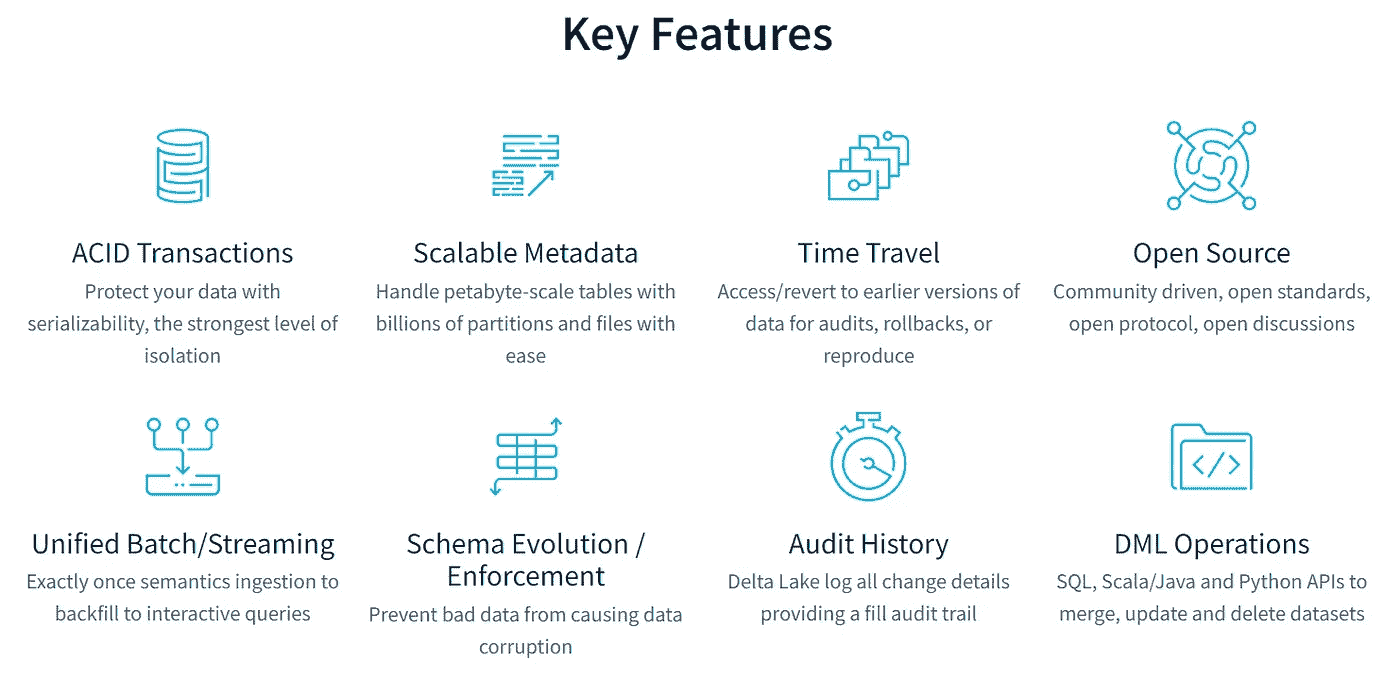 Key Features
ACID Transactions
Protect your data with
serializability, the strongest level of
isolation
Scalable Metadata
Handle petabyte-scale tables with
billions of partitions and files with
ease
Time Travel
Access/revert to earlier versions of
data for audits, rollbacks, or
reproduce
Open Source
Community driven, open standards,
open protocol, open discussions
Unified Batch/Streaming
Exactly once semantics ingestion to
backfill to interactive queries
Schema Evolution /
Enforcement
Prevent bad data from causing data
corruption
Audit History
Delta Lake log all change details
providing a fill audit trail
DML Operations
SQL, Scala/Java and Python APIs to
merge, update and delete datasets